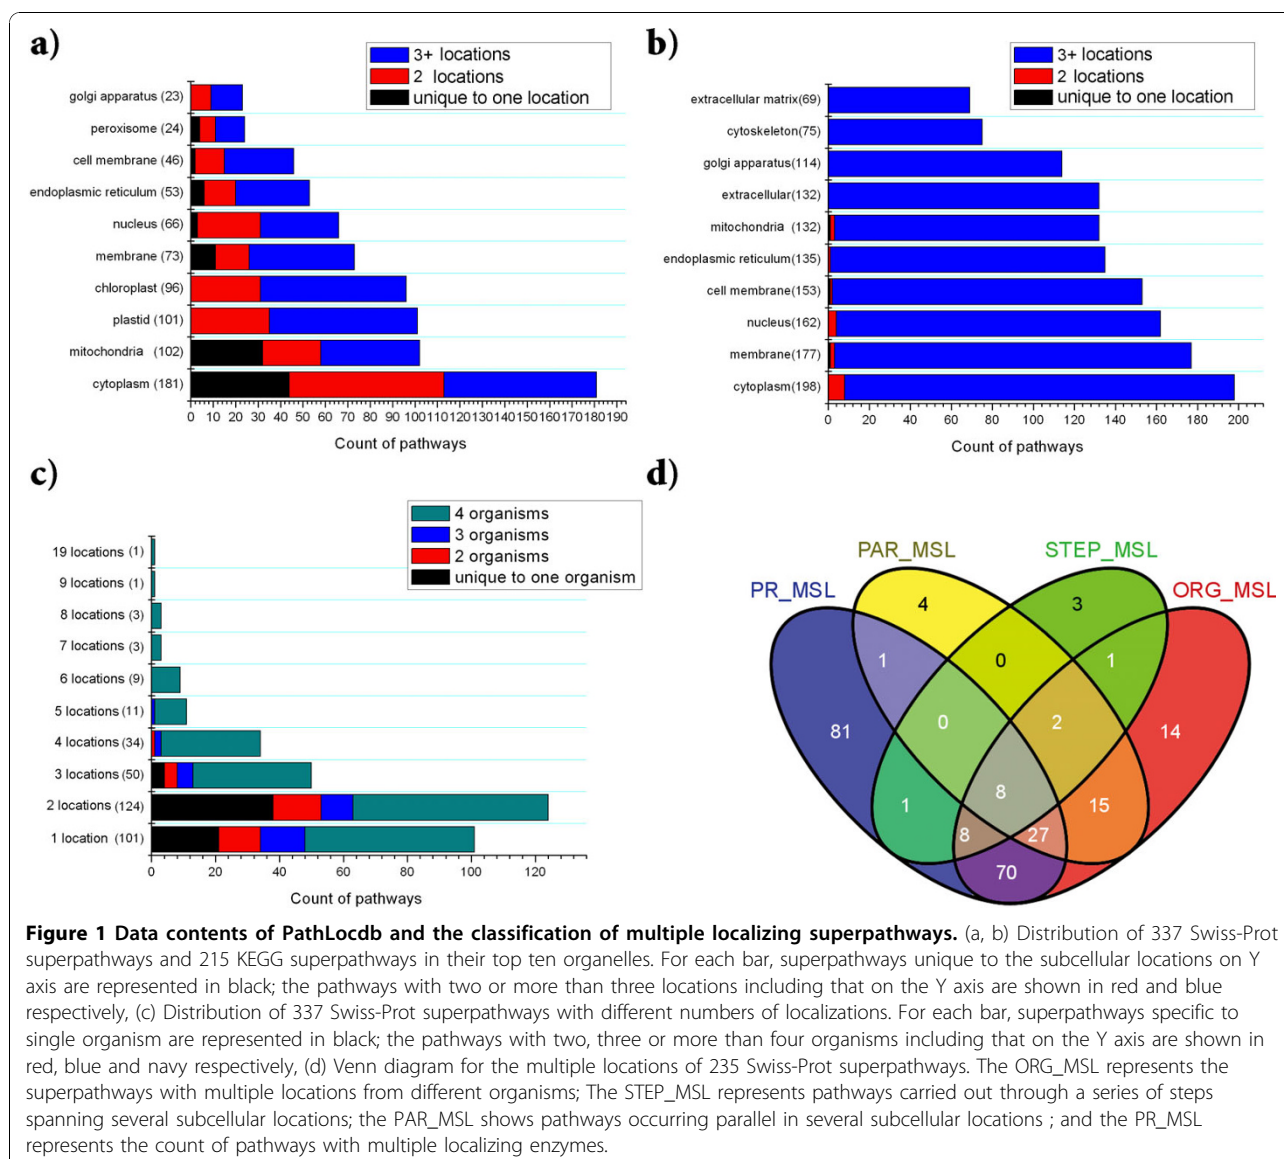 a)
3+ locations
2 locations
unique to one location
golgi apparatus (23)
peroxisome (24)
cell membrane (46)
endoplasmic reticulum (53)
nucleus (66)
membrane (73)
chloroplast (96)
plastid (101)
mitochondria (102)
cytoplasm (181)
0 10 20 30 40 50 60 70 80 90 100 110 120 130 140 150 160 170 180 190
Count of pathways
b)
3+ locations
2 locations
unique to one location
extracellular matrix(69)
cytoskeleton(75)
golgi apparatus(114)
extracellular(132)
mitochondria (132)
endoplasmic reticulum(135)
cell membrane(153)
nucleus(162)
membrane(177)
cytoplasm(198)
0 20 40 60 80 100 120 140 160 180 200
Count of pathways
c)
4 organisms
3 organisms
2 organisms
unique to one organism
19 locations (1)
9 locations (1)
8 locations (3)
7 locations (3)
6 locations (9)
5 locations (11)
4 locations (34)
3 locations (50)
2 locations (124)
1 location (101)
0 20 40 60 80 100 120
Count of pathways
d)
PAR_MSL STEP_MSL
PR_MSL ORG_MSL
4 3
1 0 1
81 0 2 14
1 8 15
8 27
70
Figure 1 Data contents of PathLocdb and the classification of multiple localizing superpathways. (a, b) Distribution of 337 Swiss-Prot
superpathways and 215 KEGG superpathways in their top ten organelles. For each bar, superpathways unique to the subcellular locations on Y
axis are represented in black; the pathways with two or more than three locations including that on the Y axis are shown in red and blue
respectively, (c) Distribution of 337 Swiss-Prot superpathways with different numbers of localizations. For each bar, superpathways specific to
single organism are represented in black; the pathways with two, three or more than four organisms including that on the Y axis are shown in
red, blue and navy respectively, (d) Venn diagram for the multiple locations of 235 Swiss-Prot superpathways. The ORG_MSL represents the
superpathways with multiple locations from different organisms; The STEP_MSL represents pathways carried out through a series of steps
spanning several subcellular locations; the PAR_MSL shows pathways occurring parallel in several subcellular locations ; and the PR_MSL
represents the count of pathways with multiple localizing enzymes.